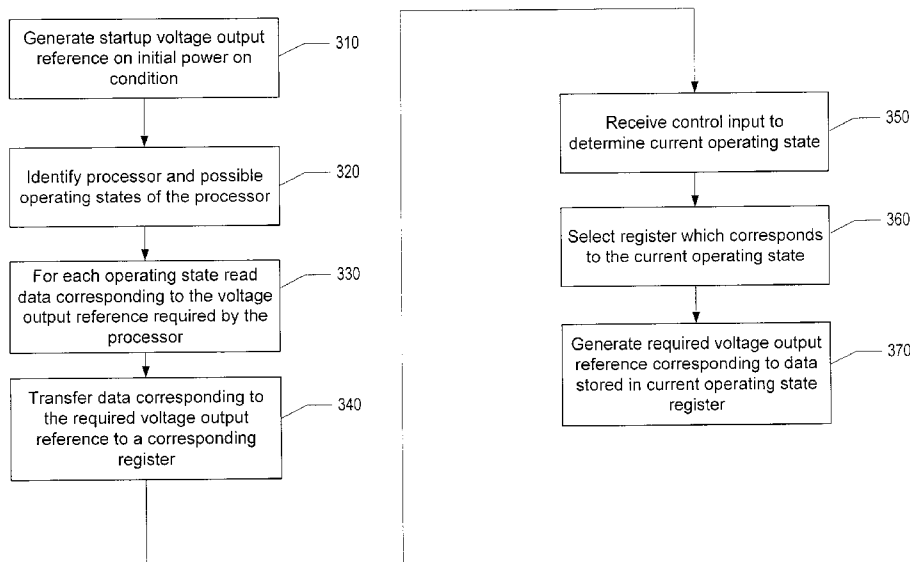 Generate startup voltage output
reference on initial power on
condition
310
Identify processor and possible
operating states of the processor
320
For each operating state read
data corresponding to the voltage
output reference required by the
processor
330
Transfer data corresponding to
the required voltage output
reference to a corresponding
register
340
Receive control input to
determine current operating state
350
Select register which corresponds
to the current operating state
360
Generate required voltage output
reference corresponding to data
stored in current operating state
register
370